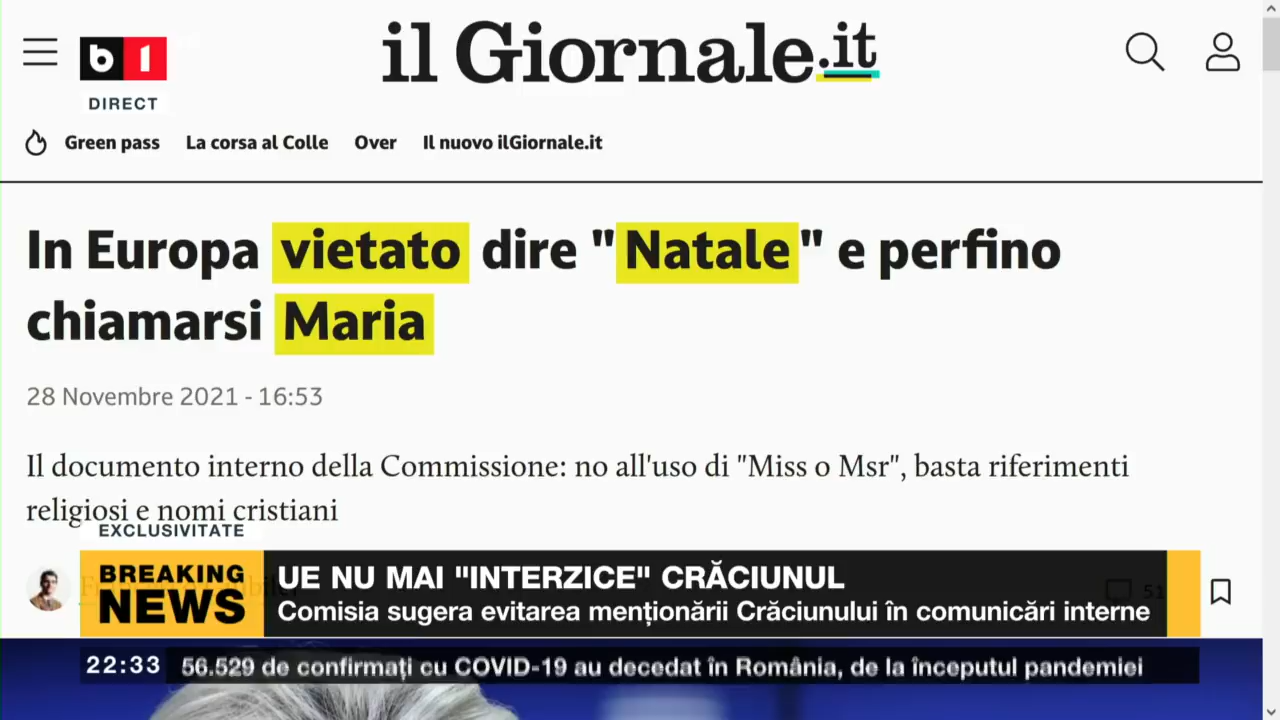 il Giornale.it
b1
DIRECT
Green pass La corsa al Colle Over Il nuovo ilGiornale.it
In Europa vietato dire "Natale" e perfino
chiamarsi Maria
28 Novembre 2021 - 16:53
Il documento interno della Commissione: no all'uso di "Miss o Msr", basta riferimenti
religiosi e nomi cristiani
EXCLUSIVITATE
BREAKING
NEWS
UE NU MAI "INTERZICE" CRĂCIUNUL
Comisia sugera evitarea menționării Crăciunului în comunicări interne
51
22:33 56.529 de confirmați cu COVID-19 au decedat în România, de la începutul pandemiei